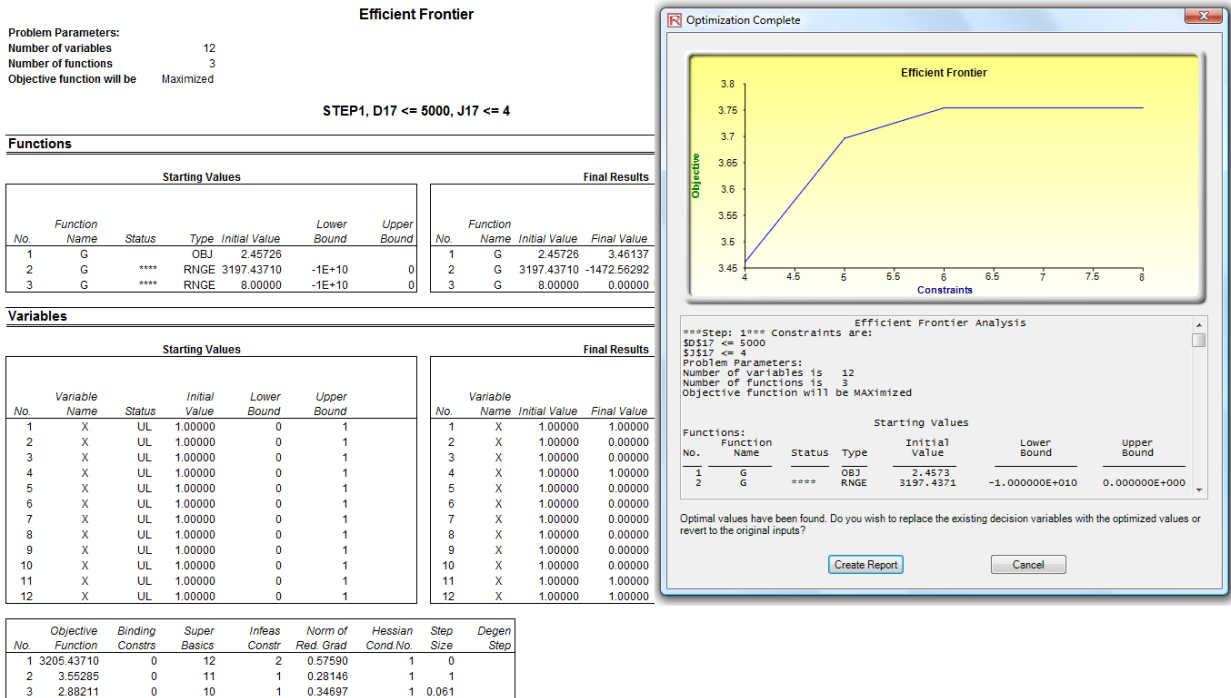 Efficient Frontier
Problem Parameters:
Number of variables 12
Number of functions 3
Objective function will be Maximized
STEP1, D17 <= 5000, J17 <= 4
Functions
Starting Values Final Results
Function Lower Upper Function
No. Name Status Type Initial Value Bound Bound No. Name Initial Value Final Value
1 G OBJ 2.45726 1 G 2.45726 3.46137
2 G **** RNGE 3197.43710 -1E+10 0 2 G 3197.43710 -1472.56292
3 G **** RNGE 8.00000 -1E+10 0 3 G 8.00000 0.00000
Variables
Starting Values Final Results
Variable Initial Lower Upper Variable
No. Name Status Value Bound Bound No. Name Initial Value Final Value
1 X UL 1.00000 0 1 1 X 1.00000 1.00000
2 X UL 1.00000 0 1 2 X 1.00000 0.00000
3 X UL 1.00000 0 1 3 X 1.00000 0.00000
4 X UL 1.00000 0 1 4 X 1.00000 1.00000
5 X UL 1.00000 0 1 5 X 1.00000 0.00000
6 X UL 1.00000 0 1 6 X 1.00000 0.00000
7 X UL 1.00000 0 1 7 X 1.00000 0.00000
8 X UL 1.00000 0 1 8 X 1.00000 0.00000
9 X UL 1.00000 0 1 9 X 1.00000 0.00000
10 X UL 1.00000 0 1 10 X 1.00000 0.00000
11 X UL 1.00000 0 1 11 X 1.00000 1.00000
12 X UL 1.00000 0 1 12 X 1.00000 1.00000
Objective Binding Super Infeas Norm of Hessian Step Degen
No. Function Constrs Basics Constr Red. Grad Cond.No. Size Step
1 3205.43710 0 12 2 0.57590 1 0
2 3.55285 0 11 1 0.28146 1 1
3 2.88211 0 10 1 0.34697 1 0.061
Optimization Complete
Efficient Frontier
3.8
3.75
3.7
3.65
3.6
3.55
3.5
3.45
Objective
4 4.5 5 5.5 6 6.5 7 7.5 8
Constraints
Efficient Frontier Analysis
***Step: 1*** Constraints are:
$D$17 <= 5000
$J$17 <= 4
Problem Parameters:
Number of variables is 12
Number of functions is 3
Objective function will be MAXimized
Starting Values
Functions:
Function Initial Lower Upper
No. Name Status Type Value Bound Bound
1 G OBJ 2.4573
2 G **** RNGE 3197.4371 -1.000000E+010 0.000000E+000
Optimal values have been found. Do you wish to replace the existing decision variables with the optimized values or
revert to the original inputs?
Create Report Cancel